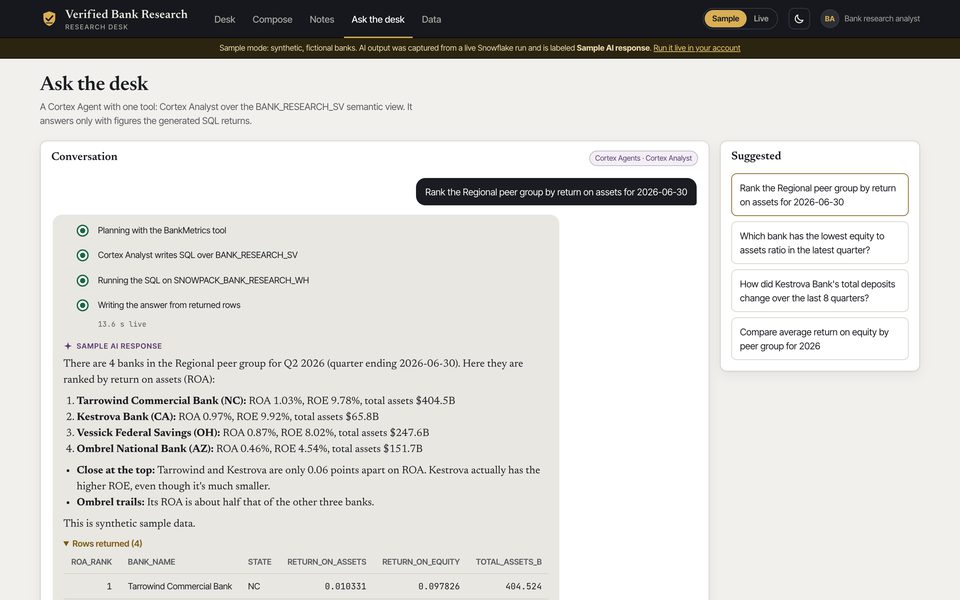 Verified Bank Research
RESEARCH DESK
Desk
Compose
Notes
Ask the desk
Data
Sample
Live
BA
Bank research analyst
Sample mode: synthetic, fictional banks. AI output was captured from a live Snowflake run and is labeled Sample AI response. Run it live in your account
Ask the desk
A Cortex Agent with one tool: Cortex Analyst over the BANK_RESEARCH_SV semantic view. It
answers only with figures the generated SQL returns.
Conversation
Cortex Agents · Cortex Analyst
Rank the Regional peer group by return on assets for 2026-06-30
Planning with the BankMetrics tool
Cortex Analyst writes SQL over BANK_RESEARCH_SV
Running the SQL on SNOWPACK_BANK_RESEARCH_WH
Writing the answer from returned rows
13.6 s live
SAMPLE AI RESPONSE
There are 4 banks in the Regional peer group for Q2 2026 (quarter ending 2026-06-30). Here they are
ranked by return on assets (ROA):
1. Tarrowind Commercial Bank (NC): ROA 1.03%, ROE 9.78%, total assets $404.5B
2. Kestrova Bank (CA): ROA 0.97%, ROE 9.92%, total assets $65.8B
3. Vessick Federal Savings (OH): ROA 0.87%, ROE 8.02%, total assets $247.6B
4. Ombrel National Bank (AZ): ROA 0.46%, ROE 4.54%, total assets $151.7B
• Close at the top: Tarrowind and Kestrova are only 0.06 points apart on ROA. Kestrova actually has the
higher ROE, even though it's much smaller.
• Ombrel trails: Its ROA is about half that of the other three banks.
This is synthetic sample data.
▼ Rows returned (4)
ROA_RANK BANK_NAME STATE RETURN_ON_ASSETS RETURN_ON_EQUITY TOTAL_ASSETS_B
1 Tarrowind Commercial Bank NC 0.010331 0.097826 404.524
Suggested
Rank the Regional peer group by return
on assets for 2026-06-30
Which bank has the lowest equity to
assets ratio in the latest quarter?
How did Kestrova Bank's total deposits
change over the last 8 quarters?
Compare average return on equity by
peer group for 2026